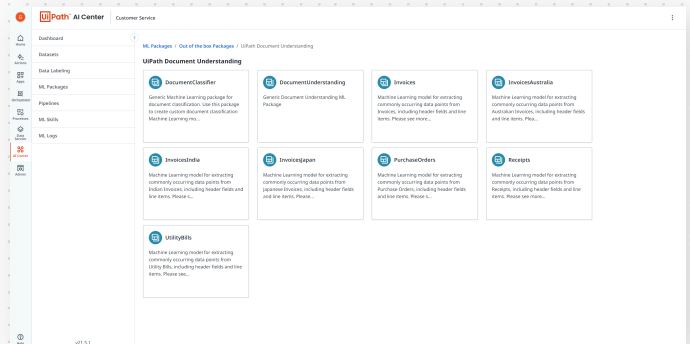 UiPath AI Center
Customer Service
Home
Actions
Apps
Orchestrator
Processes
Data Service
AI Center
Admin
Help
Dashboard
Datasets
Data Labeling
ML Packages
Pipelines
ML Skills
ML Logs
v21.5.1
ML Packages / Out of the box Packages / UiPath Document Understanding
UiPath Document Understanding
DocumentClassifier
Generic Machine Learning package for
document classification. Use this package
to create custom document classification
Machine Learning mo...
DocumentUnderstanding
Generic Document Understanding ML
Package
Invoices
Machine Learning model for extracting
commonly occurring data points from
Invoices, including header fields and line
items. Please see more...
InvoicesAustralia
Machine Learning model for extracting
commonly occurring data points from
Australian Invoices, including header fields
and line items. Plea...
InvoicesIndia
Machine Learning model for extracting
commonly occurring data points from
Indian Invoices, including header fields and
line items. Please s...
InvoicesJapan
Machine Learning model for extracting
commonly occurring data points from
Japanese Invoices, including header fields
and line items. Pleas...
PurchaseOrders
Machine Learning model for extracting
commonly occurring data points from
Purchase Orders, including header fields
and line items. Please s...
Receipts
Machine Learning model for extracting
commonly occurring data points from
Receipts, including header fields and line
items. Please see more...
UtilityBills
Machine Learning model for extracting
commonly occurring data points from
Utility Bills, including header fields and line
items. Please see...